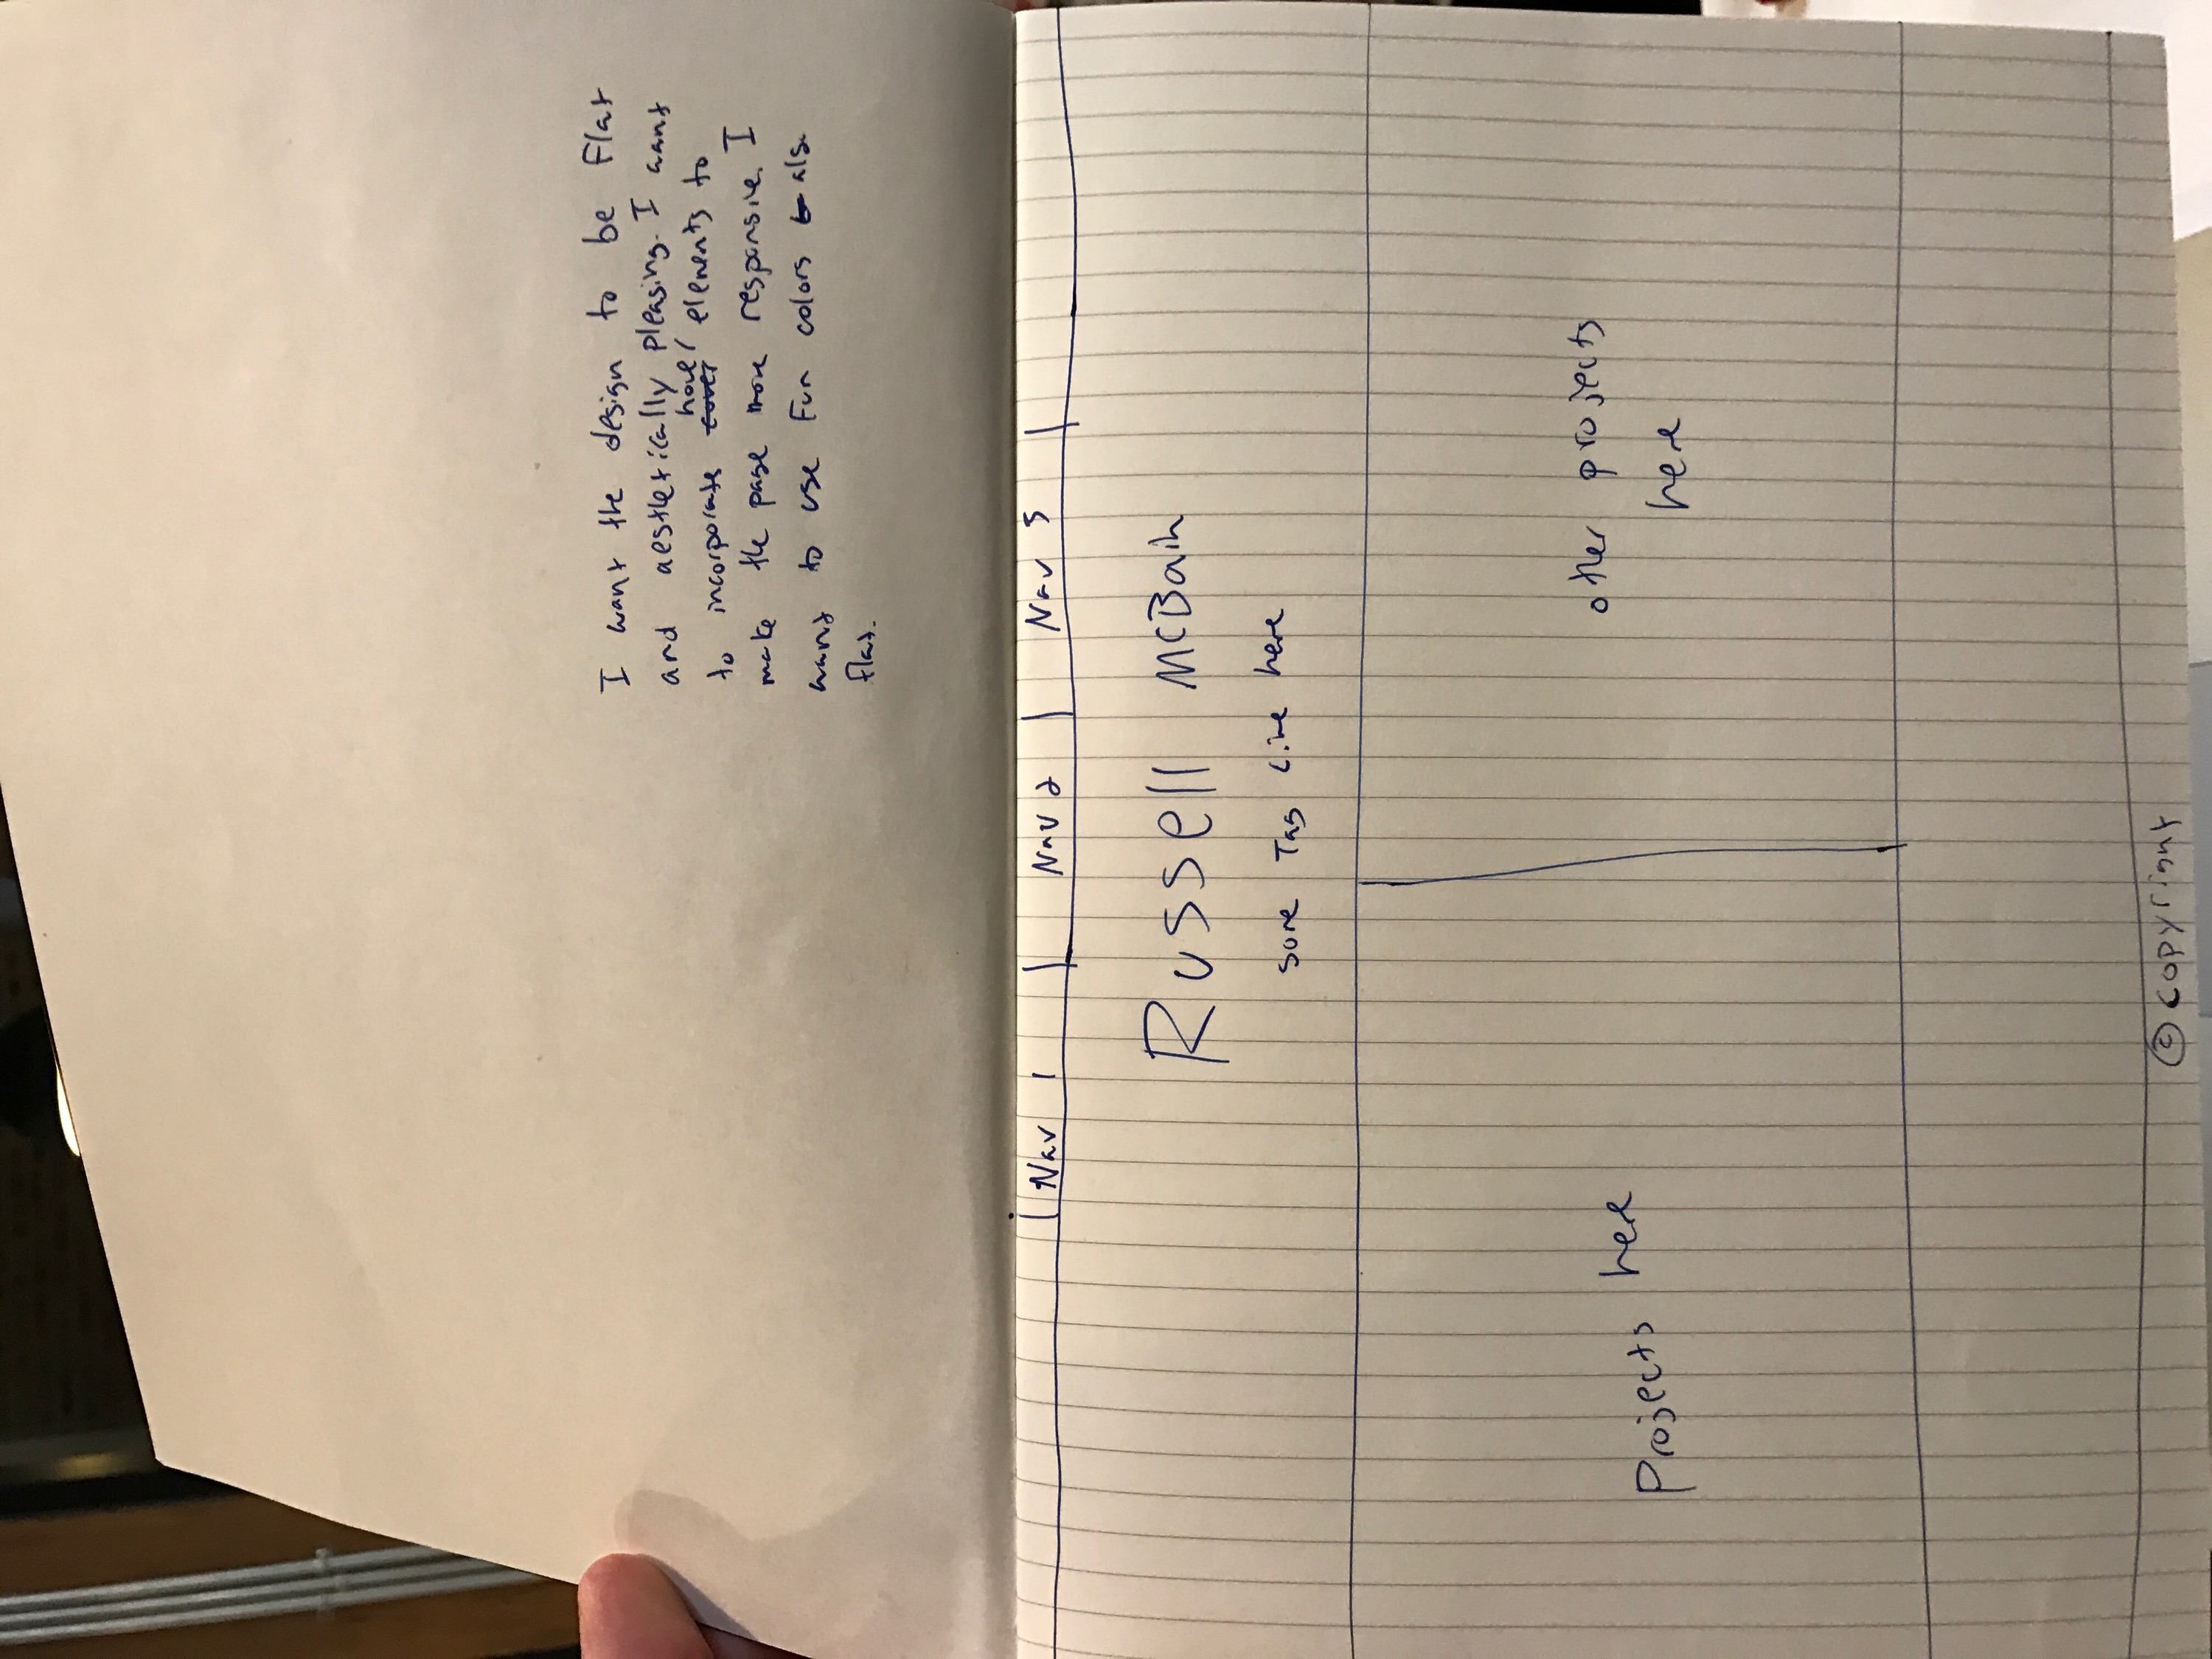 I want the design to be Flat
and aesthetically pleasing. I want
to incorporate hover elements to
make the page more responsive. I
want to use Fun colors also
flat.
Nav 1 Nav 2 Nav 3
Russell McBain
some Tag Line here
Projects here
other projects
here
© copyright